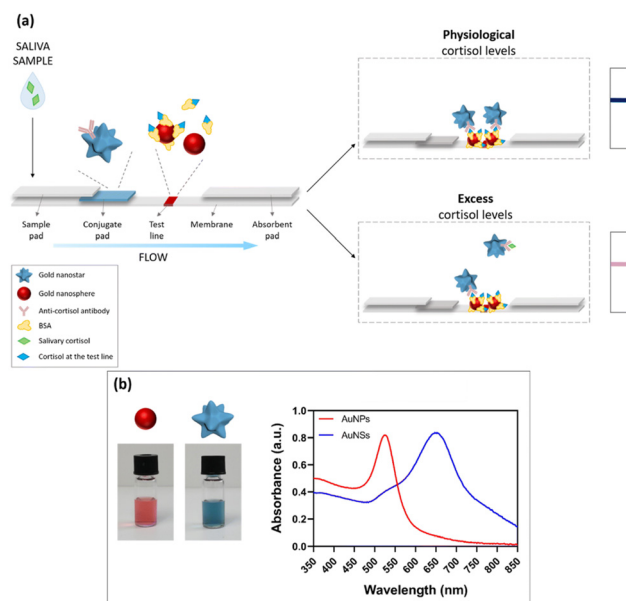 (a)
SALIVA
SAMPLE
Sample
pad
Conjugate
pad
Test
line
Membrane
Absorbent
pad
FLOW
Gold nanostar
Gold nanosphere
Anti-cortisol antibody
BSA
Salivary cortisol
Cortisol at the test line
Physiological
cortisol levels
Excess
cortisol levels
(b)
Absorbance (a.u.)
1.0
0.8
0.6
0.4
0.2
0.0
AuNPs
AuNSs
350 400 450 500 550 600 650 700 750 800 850
Wavelength (nm)